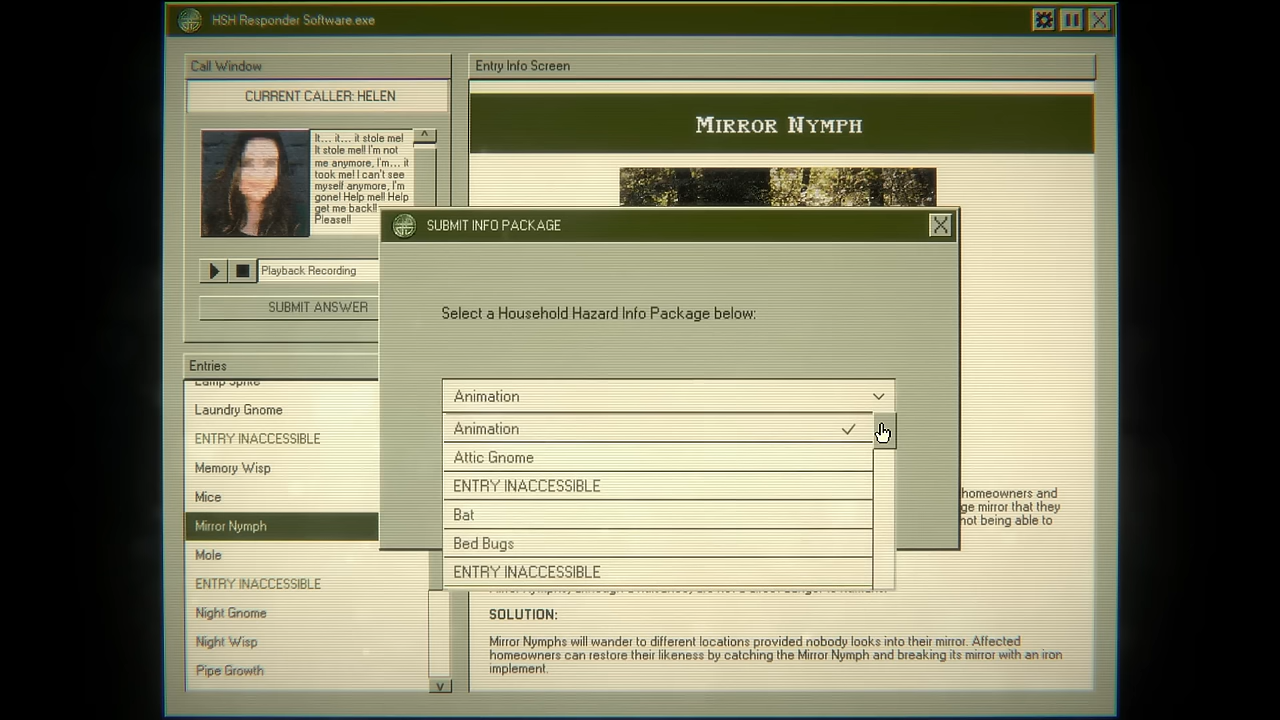 HSH Responder Software.exe
Call Window
CURRENT CALLER: HELEN
It... it... it stole me!
It stole me!! I'm not
me anymore, I'm... it
took me! I can't see
myself anymore, I'm
gone! Help me!! Help
get me back!!
Please!!
Playback Recording
SUBMIT ANSWER
Entries
Lamp Sprite
Laundry Gnome
ENTRY INACCESSIBLE
Memory Wisp
Mice
Mirror Nymph
Mole
ENTRY INACCESSIBLE
Night Gnome
Night Wisp
Pipe Growth
Entry Info Screen
MIRROR NYMPH
SUBMIT INFO PACKAGE
Select a Household Hazard Info Package below:
Animation
Animation
Attic Gnome
ENTRY INACCESSIBLE
Bat
Bed Bugs
ENTRY INACCESSIBLE
homeowners and
ge mirror that they
not being able to
SOLUTION:
Mirror Nymphs will wander to different locations provided nobody looks into their mirror. Affected
homeowners can restore their likeness by catching the Mirror Nymph and breaking its mirror with an iron
implement.